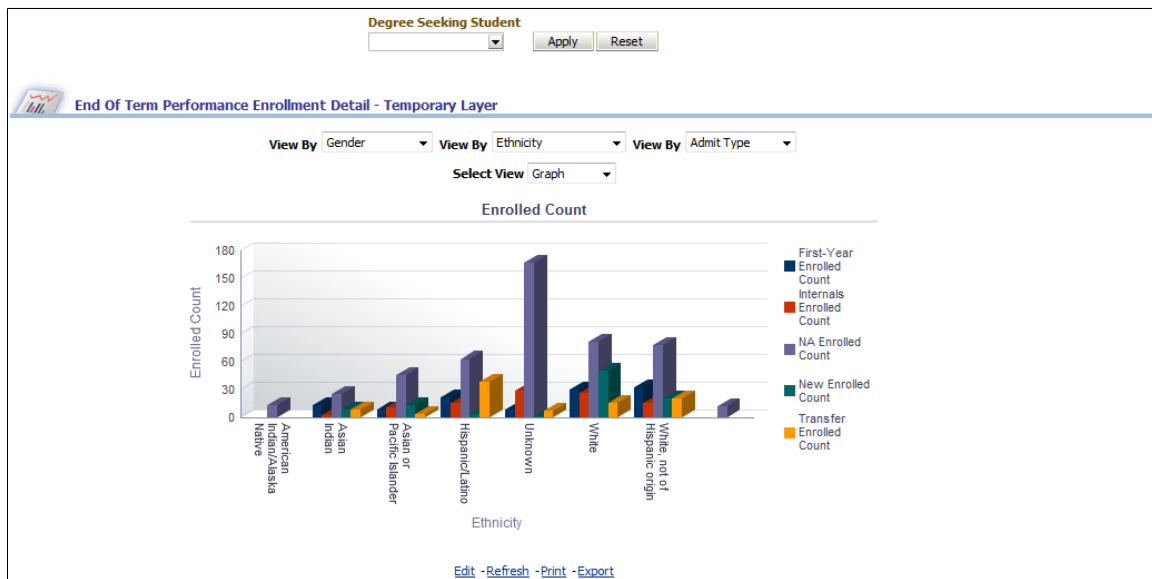 Degree Seeking Student
Apply Reset
End Of Term Performance Enrollment Detail - Temporary Layer
View By Gender View By Ethnicity View By Admit Type
Select View Graph
Enrolled Count
180
150
120
90
60
30
0
Enrolled Count
American
Indian/Alaska
Native
Asian
Indian
Asian or
Pacific Islander
Hispanic/Latino
Unknown
White
White, not of
Hispanic origin
Ethnicity
First-Year
Enrolled
Count
Internals
Enrolled
Count
NA Enrolled
Count
New Enrolled
Count
Transfer
Enrolled
Count
Edit -Refresh -Print -Export